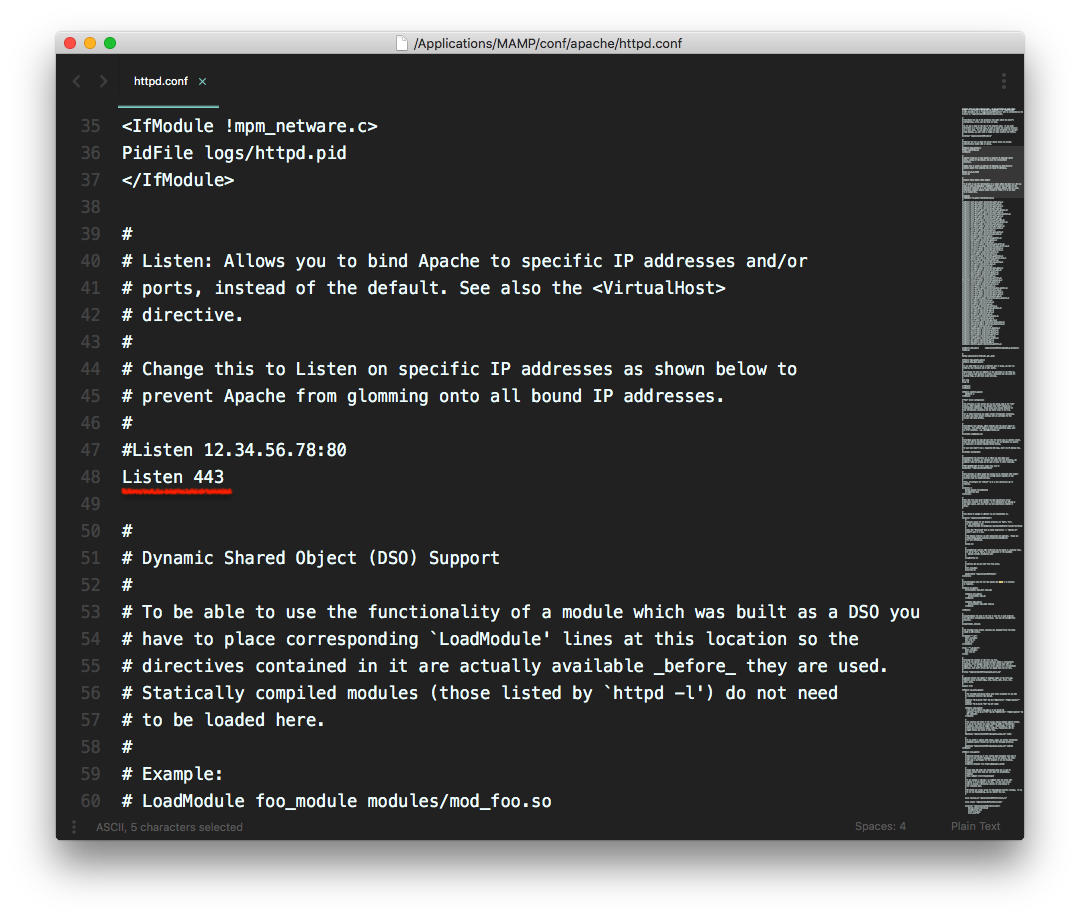 /Applications/MAMP/conf/apache/httpd.conf
httpd.conf ×
35 <IfModule !mpm_netware.c>
36 PidFile logs/httpd.pid
37 </IfModule>
38
39 #
40 # Listen: Allows you to bind Apache to specific IP addresses and/or
41 # ports, instead of the default. See also the <VirtualHost>
42 # directive.
43 #
44 # Change this to Listen on specific IP addresses as shown below to
45 # prevent Apache from glomming onto all bound IP addresses.
46 #
47 #Listen 12.34.56.78:80
48 Listen 443
49
50 #
51 # Dynamic Shared Object (DSO) Support
52 #
53 # To be able to use the functionality of a module which was built as a DSO you
54 # have to place corresponding `LoadModule' lines at this location so the
55 # directives contained in it are actually available _before_ they are used.
56 # Statically compiled modules (those listed by `httpd -l') do not need
57 # to be loaded here.
58 #
59 # Example:
60 # LoadModule foo_module modules/mod_foo.so
ASCII, 5 characters selected
Spaces: 4
Plain Text